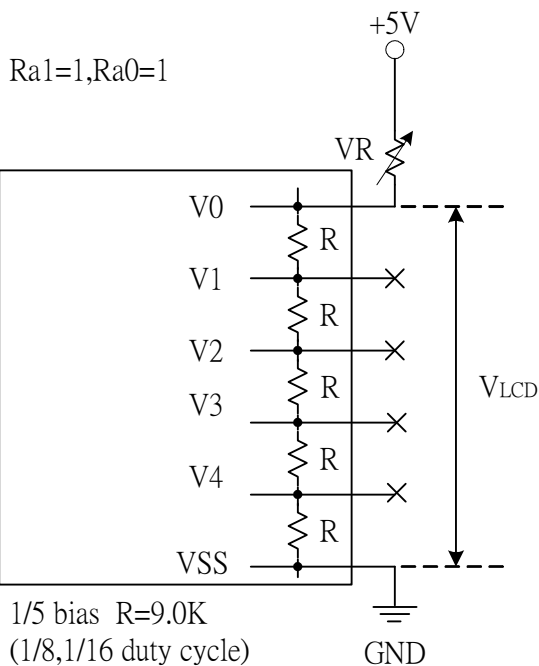 +5V
Ra1=1,Ra0=1
VR
V0
R
V1
R
V2
R
VLCD
V3
R
V4
R
VSS
1/5 bias R=9.0K
(1/8,1/16 duty cycle)
GND